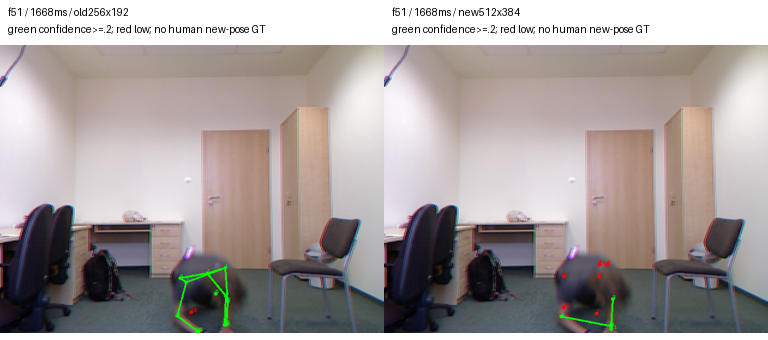 f51 / 1668ms / old256x192
green confidence>=.2; red low; no human new-pose GT
f51 / 1668ms / new512x384
green confidence>=.2; red low; no human new-pose GT